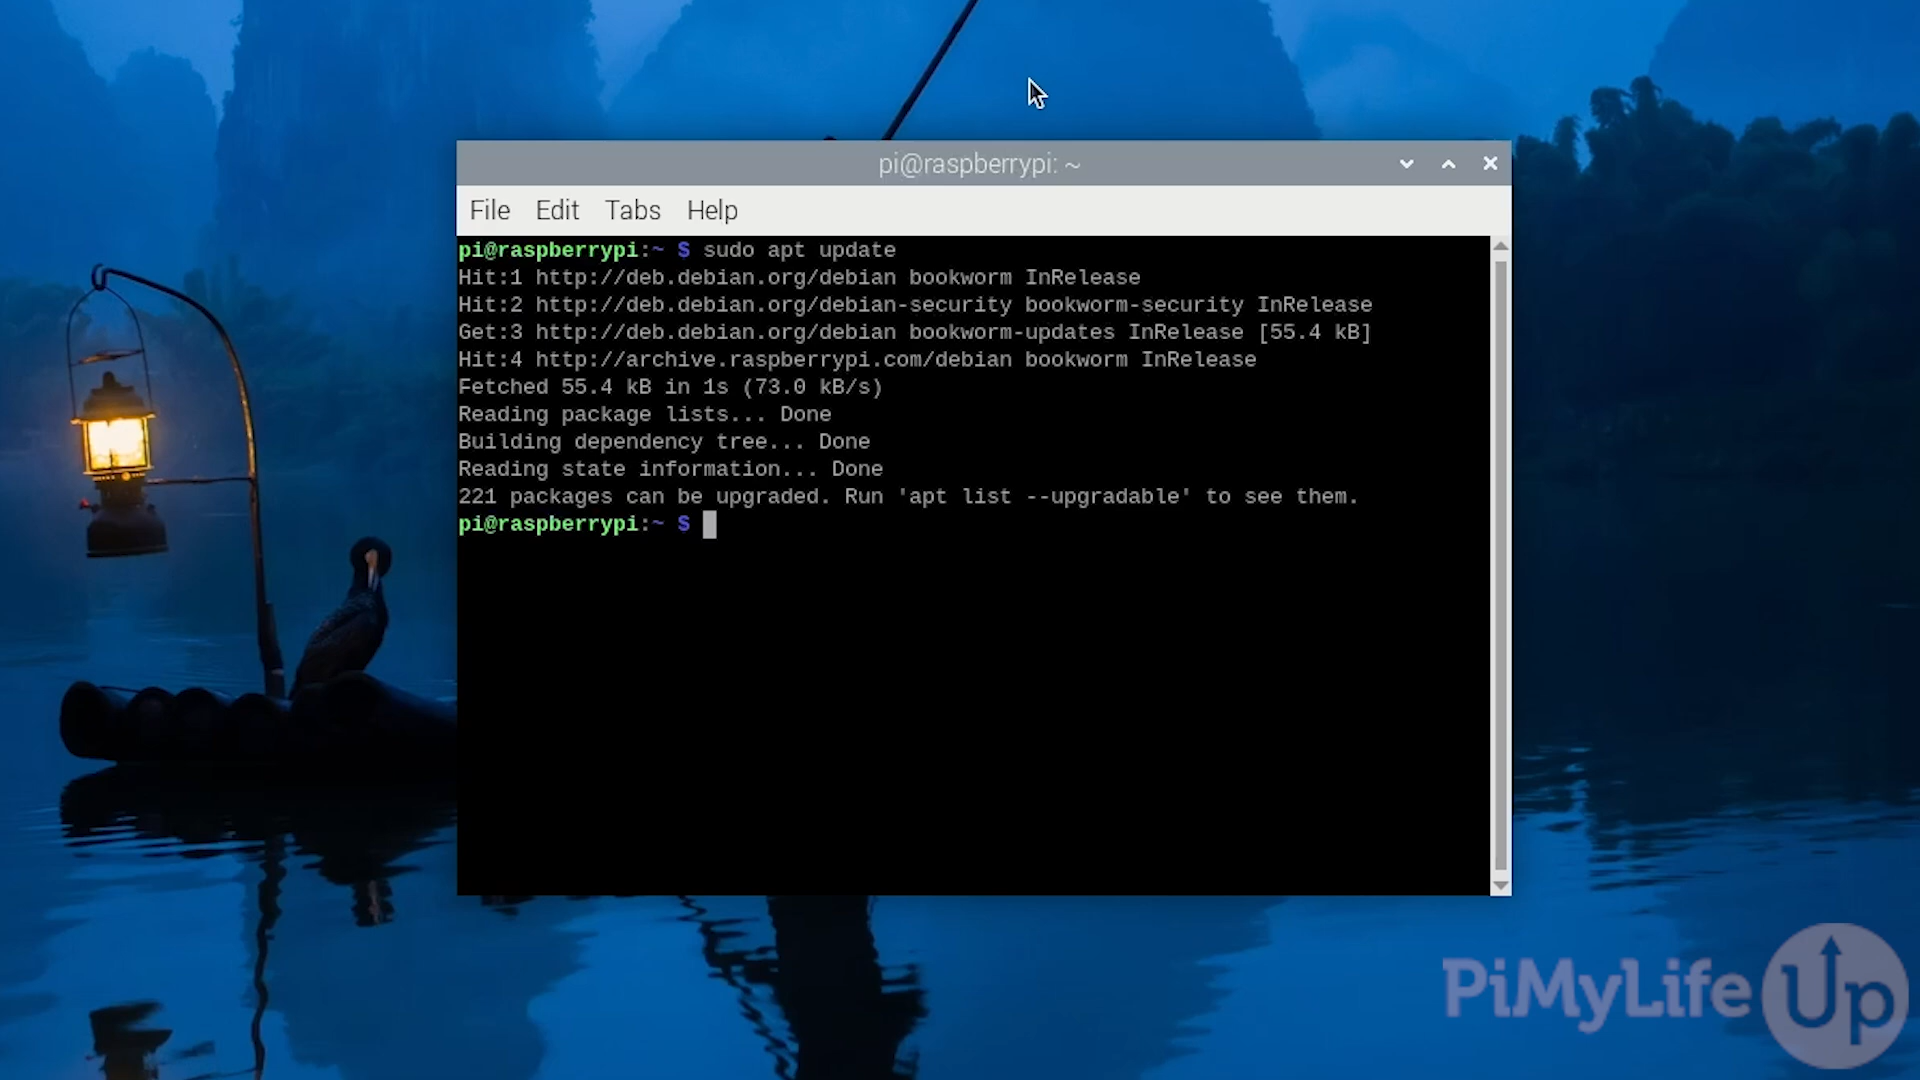 pi@raspberrypi: ~
File Edit Tabs Help
pi@raspberrypi:~ $ sudo apt update
Hit:1 http://deb.debian.org/debian bookworm InRelease
Hit:2 http://deb.debian.org/debian-security bookworm-security InRelease
Get:3 http://deb.debian.org/debian bookworm-updates InRelease [55.4 kB]
Hit:4 http://archive.raspberrypi.com/debian bookworm InRelease
Fetched 55.4 kB in 1s (73.0 kB/s)
Reading package lists... Done
Building dependency tree... Done
Reading state information... Done
221 packages can be upgraded. Run 'apt list --upgradable' to see them.
pi@raspberrypi:~ $
PiMyLifeUp